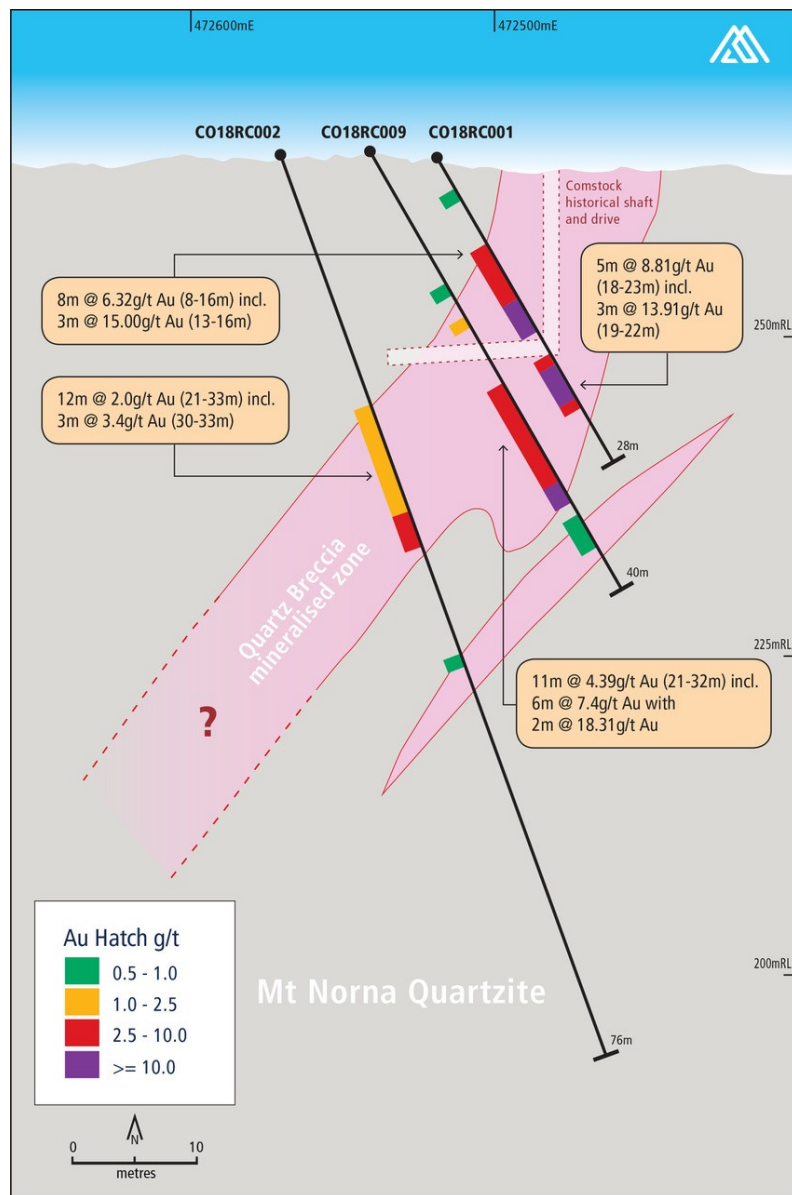 472600mE
472500mE
CO18RC002
CO18RC009
CO18RC001
Comstock
historical shaft
and drive
8m @ 6.32g/t Au (8-16m) incl.
3m @ 15.00g/t Au (13-16m)
5m @ 8.81g/t Au
(18-23m) incl.
3m @ 13.91g/t Au
(19-22m)
250mRL
12m @ 2.0g/t Au (21-33m) incl.
3m @ 3.4g/t Au (30-33m)
28m
40m
Quartz Breccia
mineralised zone
225mRL
11m @ 4.39g/t Au (21-32m) incl.
6m @ 7.4g/t Au with
2m @ 18.31g/t Au
?
Au Hatch g/t
0.5 - 1.0
1.0 - 2.5
2.5 - 10.0
>= 10.0
200mRL
Mt Norna Quartzite
76m
N
0 10
metres